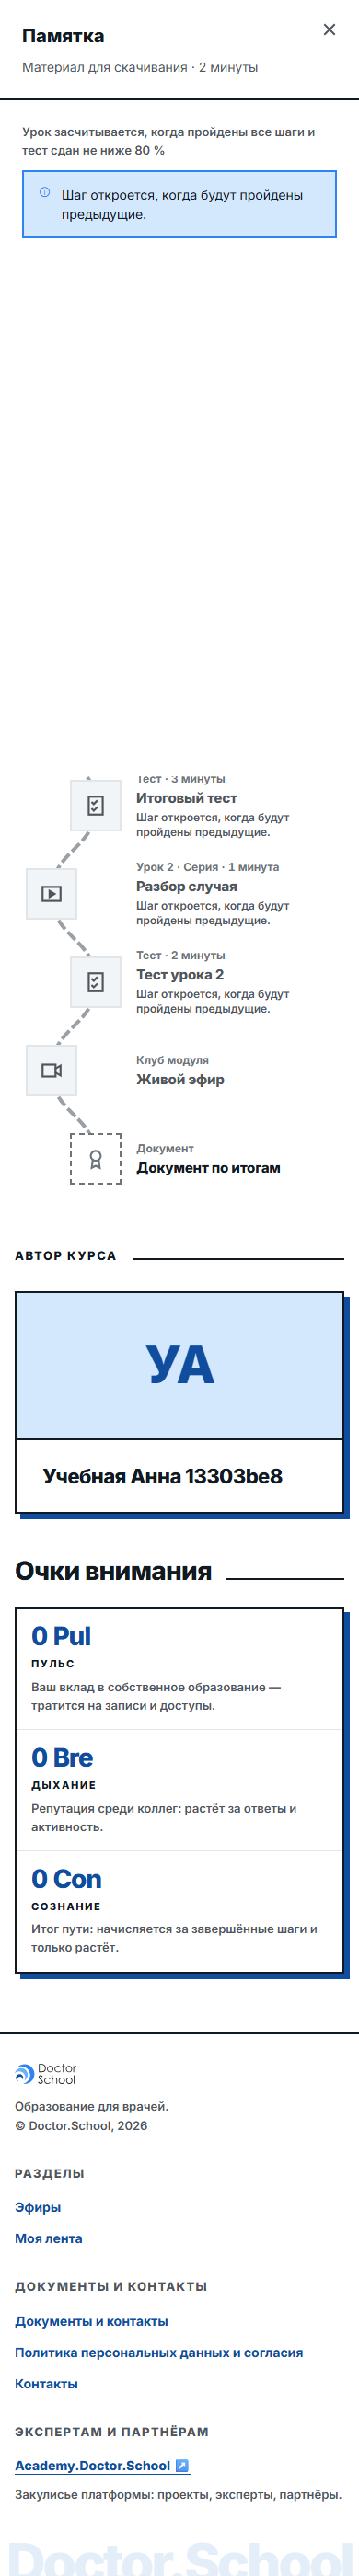 Памятка
Материал для скачивания · 2 минуты
Урок засчитывается, когда пройдены все шаги и
тест сдан не ниже 80 %
Шаг откроется, когда будут пройдены
предыдущие.
Тест · 3 минуты
Итоговый тест
Шаг откроется, когда будут
пройдены предыдущие.
Урок 2 · Серия · 1 минута
Разбор случая
Шаг откроется, когда будут
пройдены предыдущие.
Тест · 2 минуты
Тест урока 2
Шаг откроется, когда будут
пройдены предыдущие.
Клуб модуля
Живой эфир
Документ
Документ по итогам
АВТОР КУРСА
УА
Учебная Анна 13303be8
Очки внимания
0 Pul
ПУЛЬС
Ваш вклад в собственное образование —
тратится на записи и доступы.
0 Bre
ДЫХАНИЕ
Репутация среди коллег: растёт за ответы и
активность.
0 Con
СОЗНАНИЕ
Итог пути: начисляется за завершённые шаги и
только растёт.
Doctor
School
Образование для врачей.
© Doctor.School, 2026
РАЗДЕЛЫ
Эфиры
Моя лента
ДОКУМЕНТЫ И КОНТАКТЫ
Документы и контакты
Политика персональных данных и согласия
Контакты
ЭКСПЕРТАМ И ПАРТНЁРАМ
Academy.Doctor.School ↗
Закулисье платформы: проекты, эксперты, партнёры.
Doctor.School